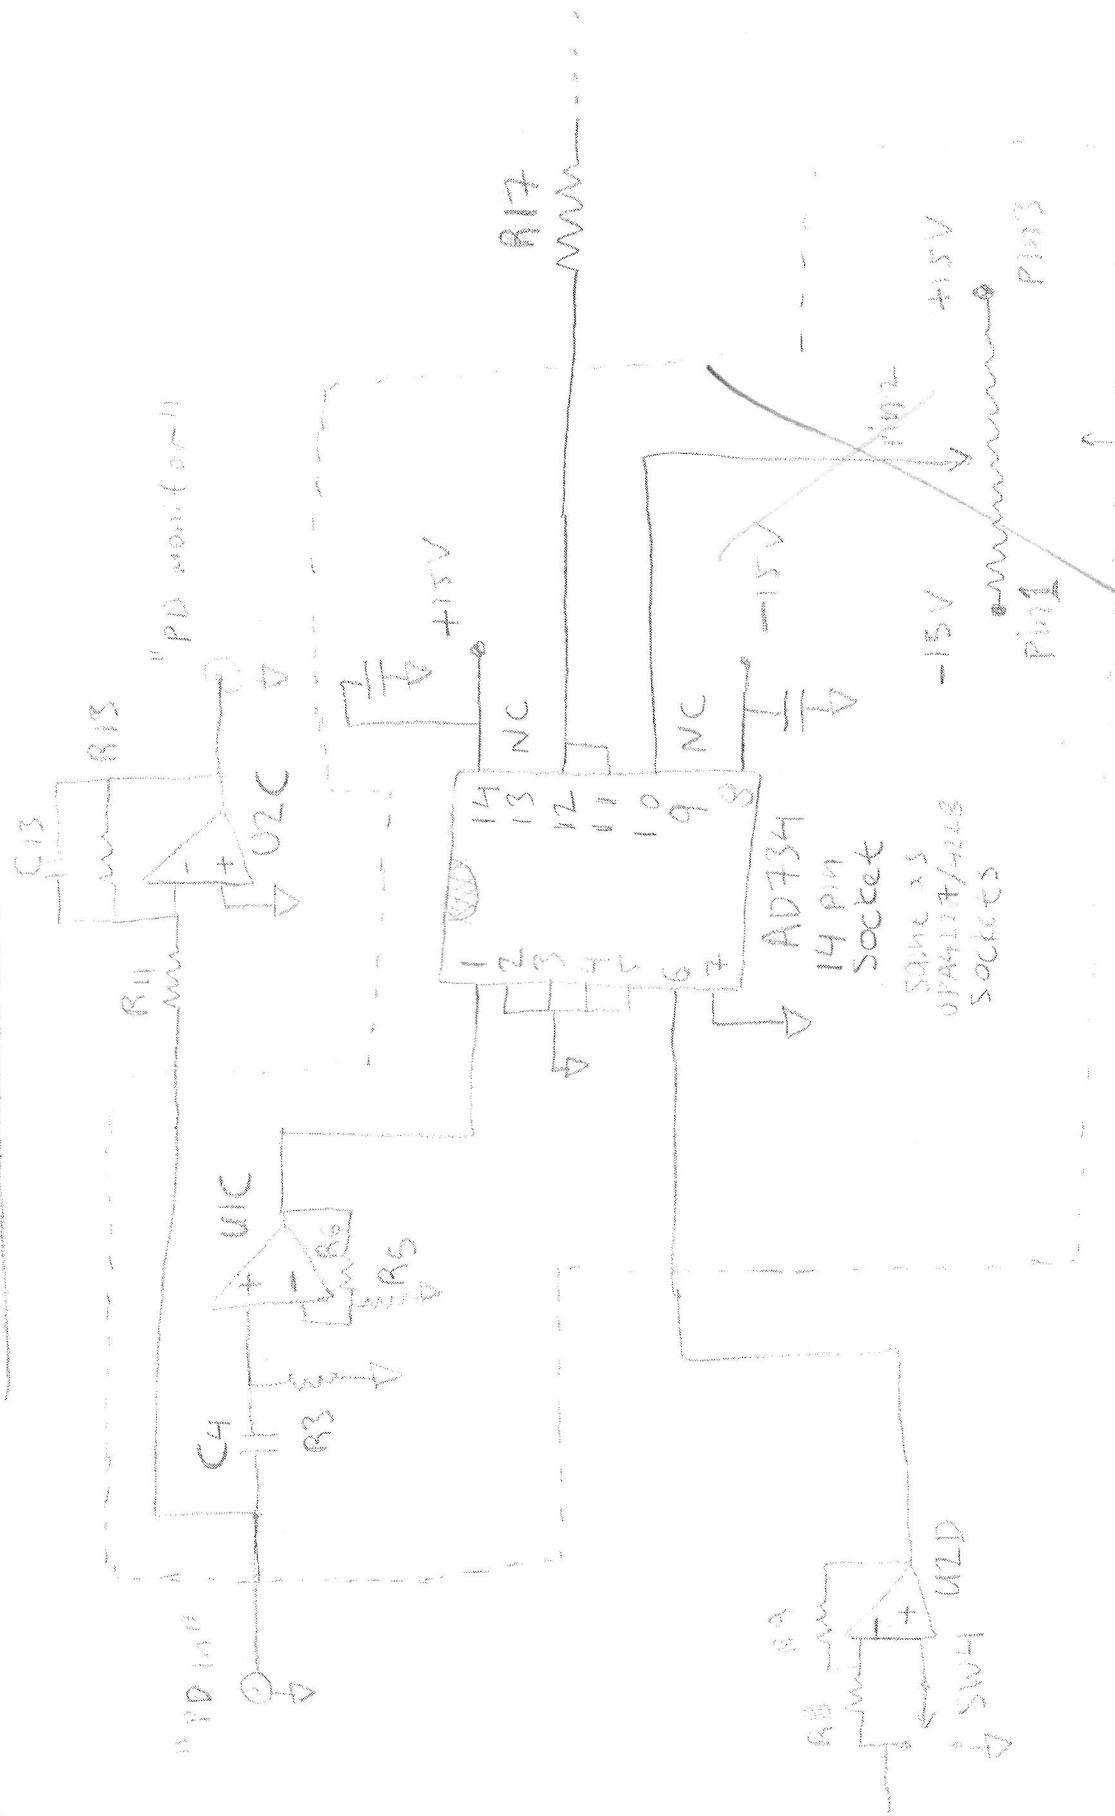 "PD in"
C4
R3
U1C
+
-
R6
R5
R11
C13
R13
-
+
U2C
"PD monitor"
1
2
3
4
5
6
7
14
13
12
11
10
9
8
NC
NC
+15V
-15V
AD734
14 pin
Socket
same as
OPA4277/4228
sockets
R17
-15V
Pin1
+15V
Pin3
R8
R9
-
+
U2D
SW4